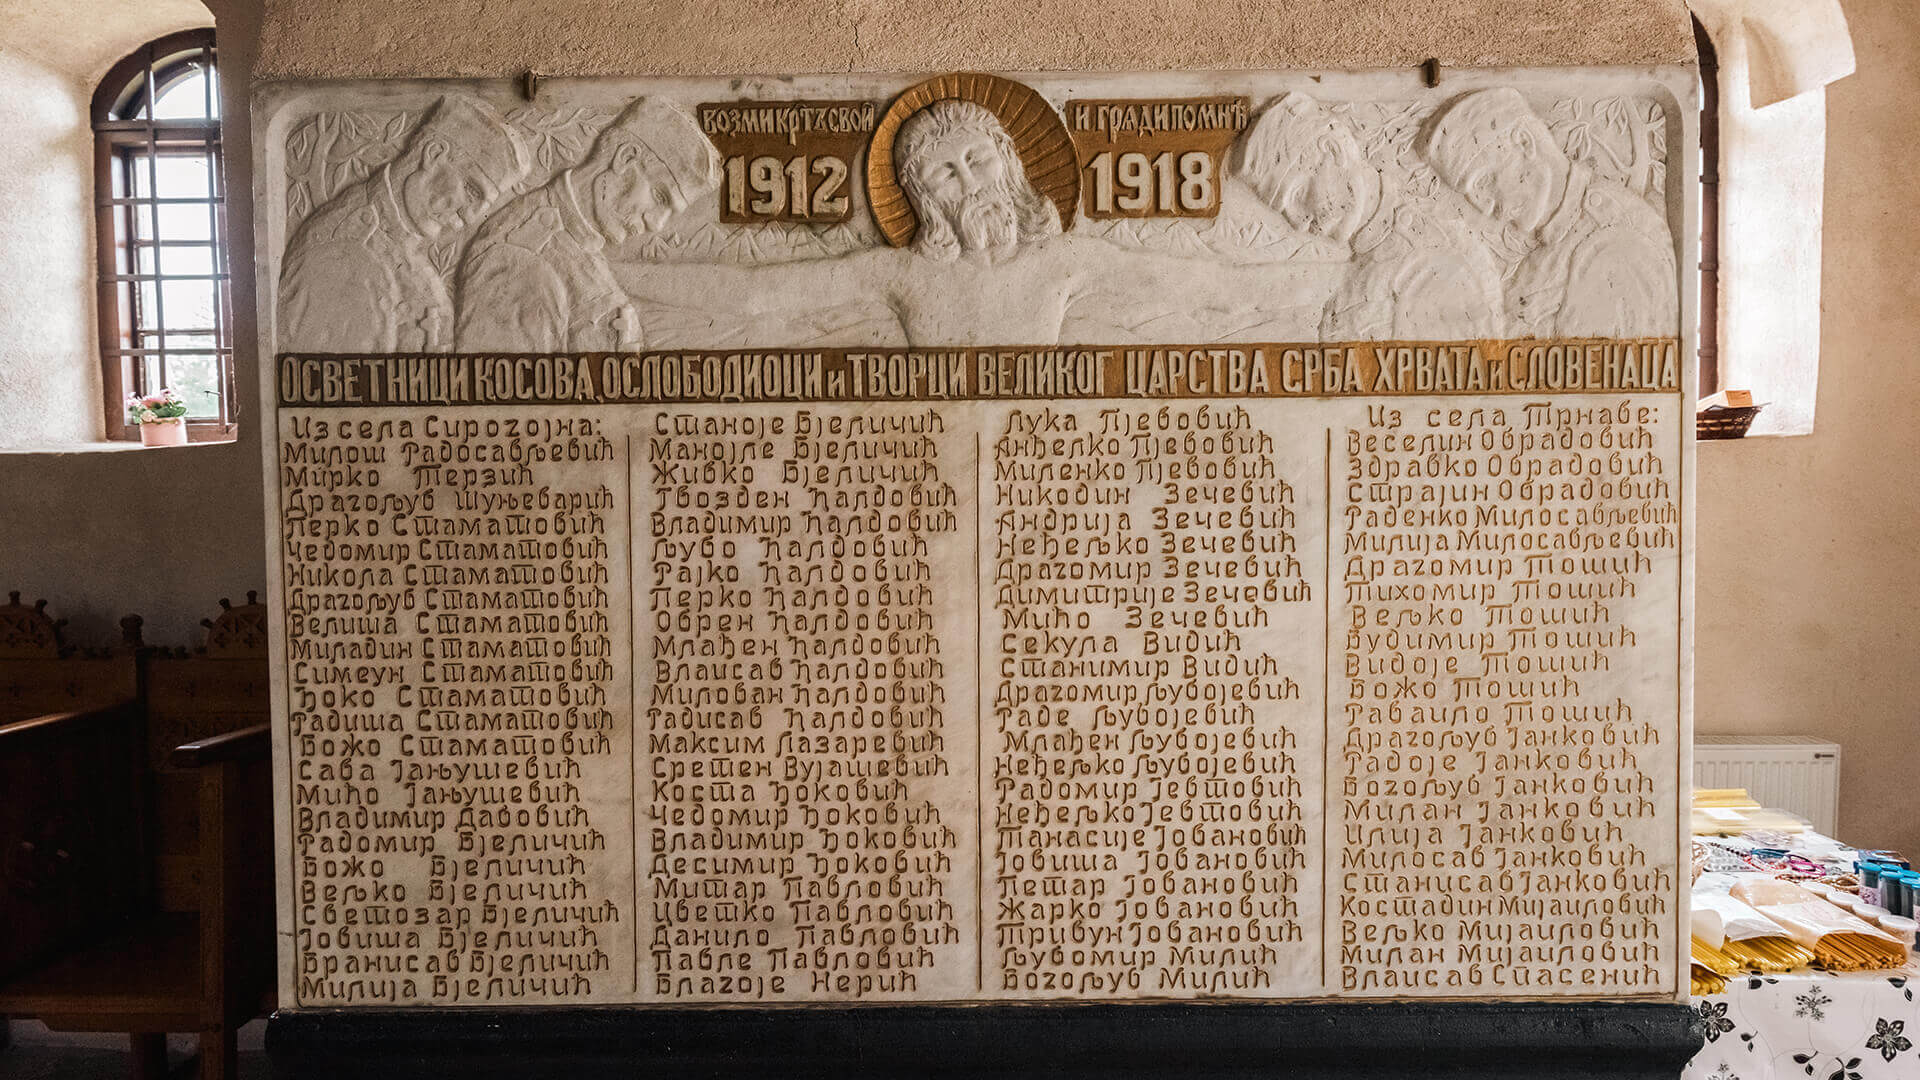 ВОЗМИ КРТЪ СВОЙ
И ГРЯДИ ПО МНѢ
1912
1918
ОСВЕТНИЦИ КОСОВА, ОСЛОБОДИОЦИ И ТВОРЦИ ВЕЛИКОГ ЦАРСТВА СРБА ХРВАТА И СЛОВЕНАЦА
Из села Сирогојна:
Милош Радосављевић
Мирко Терзић
Драгољуб Шуњеварић
Перко Стаматовић
Чедомир Стаматовић
Никола Стаматовић
Драгољуб Стаматовић
Велиша Стаматовић
Миладин Стаматовић
Симеун Стаматовић
Ђоко Стаматовић
Радиша Стаматовић
Божо Стаматовић
Сава Јањушевић
Мићо Јањушевић
Владимир Дабовић
Радомир Бјеличић
Божо Бјеличић
Вељко Бјеличић
Светозар Бјеличић
Јовиша Бјеличић
Бранисав Бјеличић
Милија Бјеличић
Станоје Бјеличић
Манојле Бјеличић
Живко Бјеличић
Гвозден Ћалдовић
Владимир Ћалдовић
Љубо Ћалдовић
Рајко Ћалдовић
Перко Ћалдовић
Обрен Ћалдовић
Млађен Ћалдовић
Влаисав Ћалдовић
Милован Ћалдовић
Радисав Ћалдовић
Максим Лазаревић
Сретен Вујашевић
Коста Ђоковић
Чедомир Ђоковић
Владимир Ђоковић
Десимир Ђоковић
Митар Павловић
Цветко Павловић
Данило Павловић
Павле Павловић
Благоје Нерић
Лука Пјевовић
Анђелко Пјевовић
Миленко Пјевовић
Никодин Зечевић
Андрија Зечевић
Неђељко Зечевић
Драгомир Зечевић
Димитрије Зечевић
Мићо Зечевић
Секула Видић
Станимир Видић
Драгомир Љубојевић
Раде Љубојевић
Млађен Љубојевић
Неђељко Љубојевић
Радомир Јевтовић
Неђељко Јевтовић
Танасије Јовановић
Јовиша Јовановић
Петар Јовановић
Жарко Јовановић
Тривун Јовановић
Љубомир Милић
Богољуб Милић
Из села Трнаве:
Веселин Обрадовић
Здравко Обрадовић
Страјин Обрадовић
Раденко Милосављевић
Милија Милосављевић
Драгомир Тошић
Тихомир Тошић
Вељко Тошић
Будимир Тошић
Видоје Тошић
Божо Тошић
Раваило Тошић
Драгољуб Јанковић
Радоје Јанковић
Богољуб Јанковић
Милан Јанковић
Илија Јанковић
Милосав Јанковић
Станисав Јанковић
Костадин Мијаиловић
Вељко Мијаиловић
Милан Мијаиловић
Влаисав Спасенић